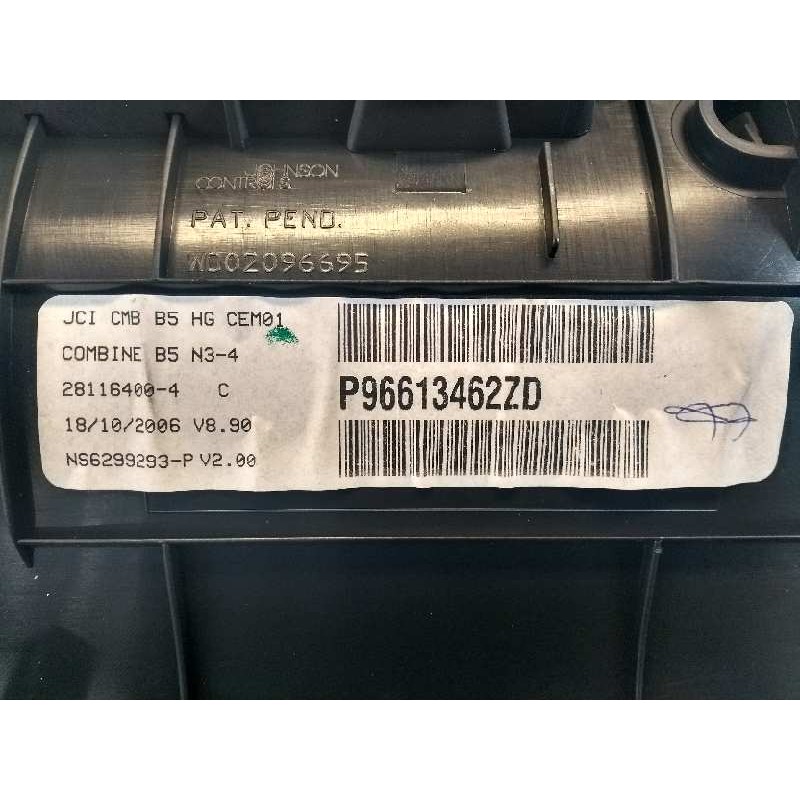 JOHNSON
CONTROLS
PAT. PEND.
WO02096695
JCI CMB B5 HG CEM01
COMBINE B5 N3-4
28116400-4 C
18/10/2006 V8.90
NS6299293-P V2.00
P96613462ZD